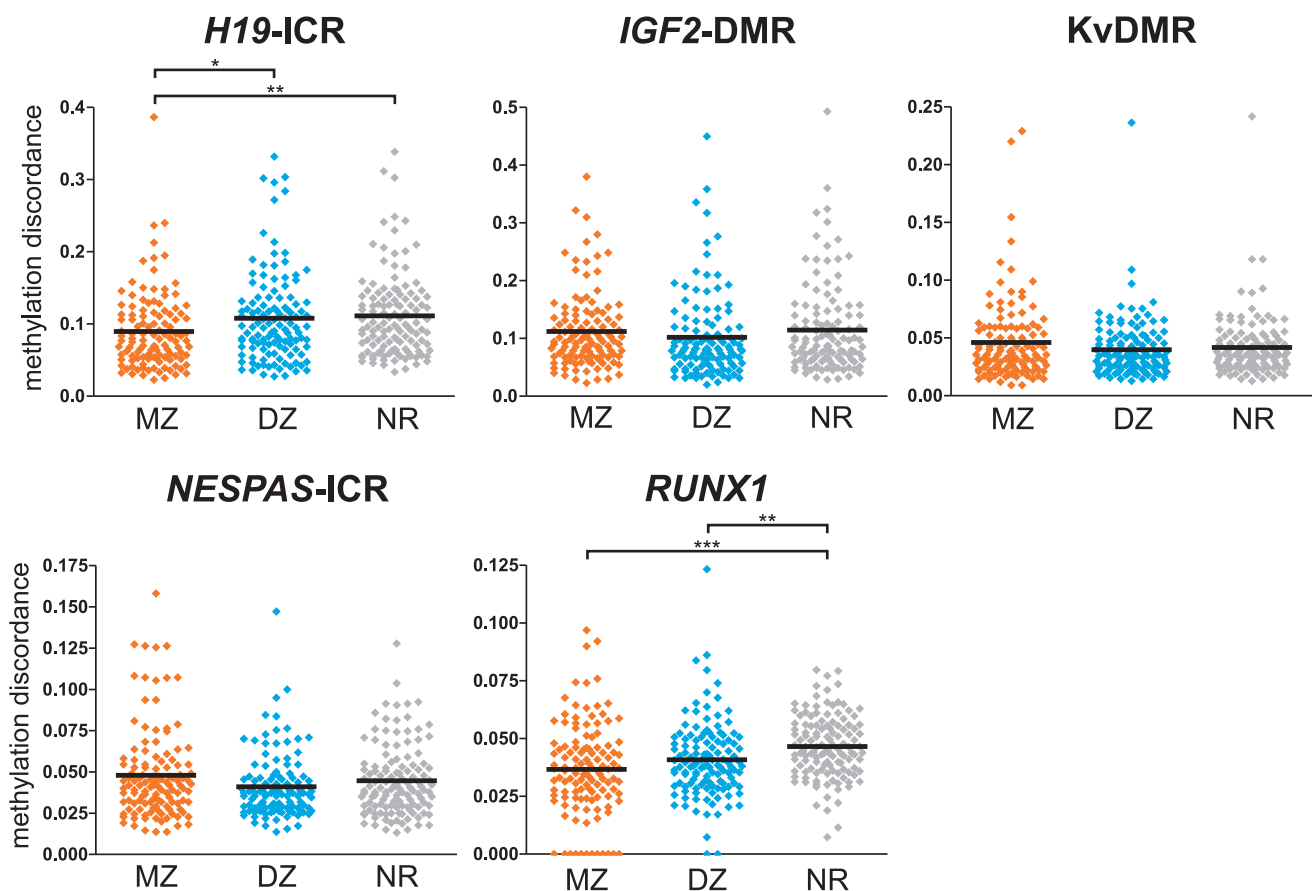 H19-ICR
IGF2-DMR
KvDMR
*
**
methylation discordance
0.4
0.3
0.2
0.1
0.0
MZ DZ NR
0.5
0.4
0.3
0.2
0.1
0.0
MZ DZ NR
0.25
0.20
0.15
0.10
0.05
0.00
MZ DZ NR
NESPAS-ICR
RUNX1
methylation discordance
0.175
0.150
0.125
0.100
0.075
0.050
0.025
0.000
MZ DZ NR
**
***
0.125
0.100
0.075
0.050
0.025
0.000
MZ DZ NR